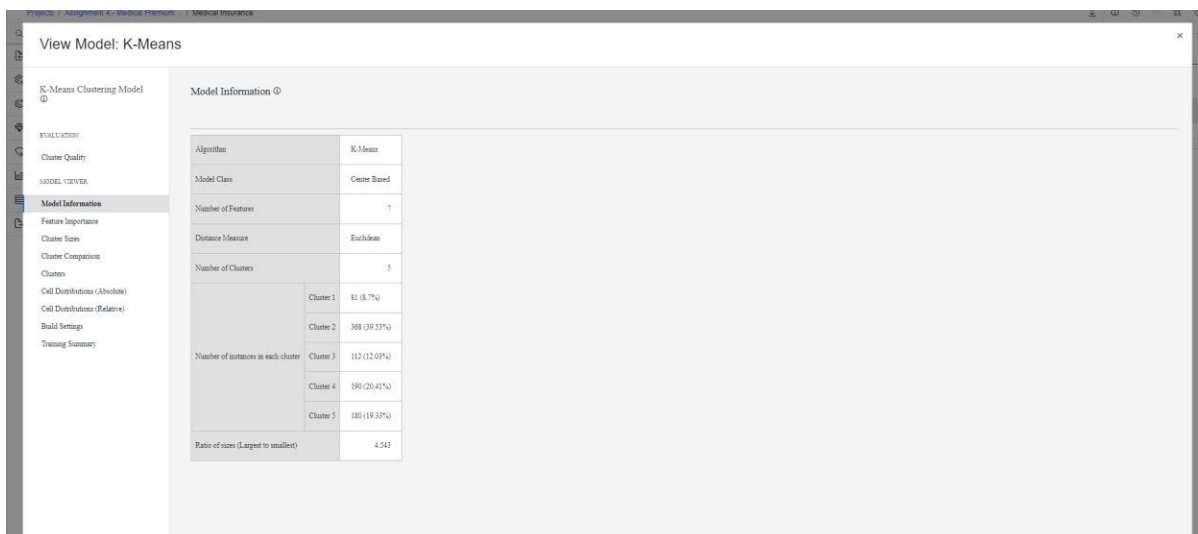 Projects / Assignment 4 - Medical Premium... / Medical Insurance
View Model: K-Means
×
K-Means Clustering Model
EVALUATION
Cluster Quality
MODEL VIEWER
Model Information
Feature Importance
Cluster Sizes
Cluster Comparison
Clusters
Cell Distributions (Absolute)
Cell Distributions (Relative)
Build Settings
Training Summary
Model Information
Algorithm K-Means
Model Class Center Based
Number of Features 7
Distance Measure Euclidean
Number of Clusters 5
Number of instances in each cluster
Cluster 1 81 (8.7%)
Cluster 2 368 (39.53%)
Cluster 3 112 (12.03%)
Cluster 4 190 (20.41%)
Cluster 5 180 (19.33%)
Ratio of sizes (Largest to smallest) 4.543